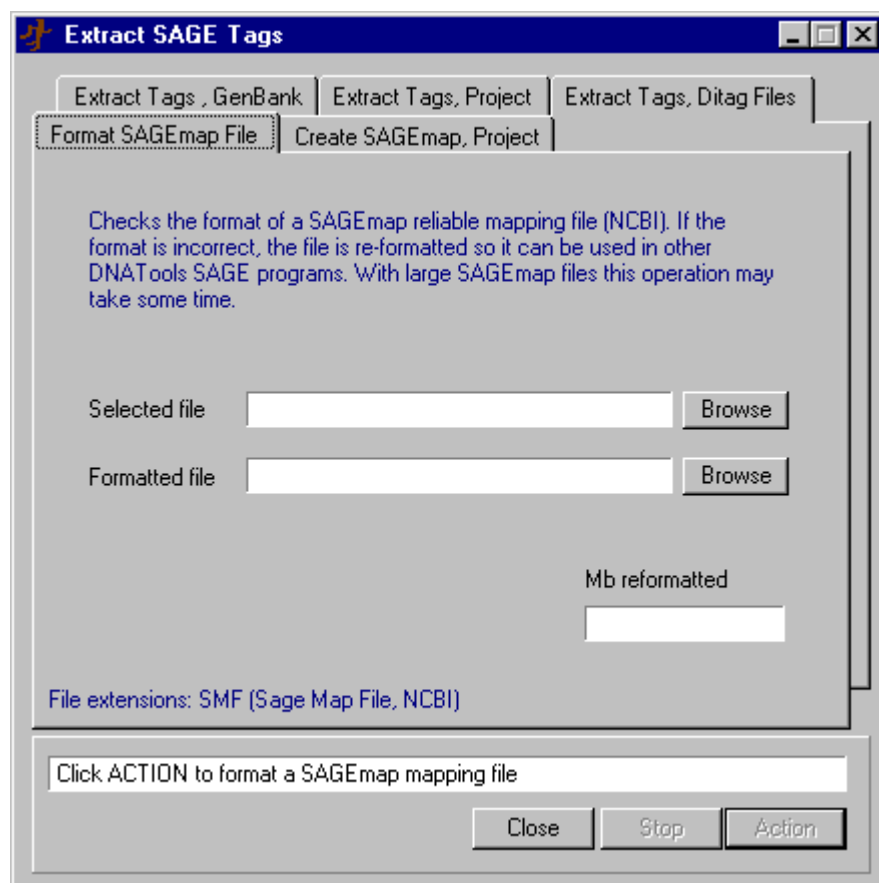 Extract SAGE Tags
Extract Tags , GenBank
Extract Tags, Project
Extract Tags, Ditag Files
Format SAGEmap File
Create SAGEmap, Project
Checks the format of a SAGEmap reliable mapping file (NCBI). If the
format is incorrect, the file is re-formatted so it can be used in other
DNATools SAGE programs. With large SAGEmap files this operation may
take some time.
Selected file
Browse
Formatted file
Browse
Mb reformatted
File extensions: SMF (Sage Map File, NCBI)
Click ACTION to format a SAGEmap mapping file
Close
Stop
Action